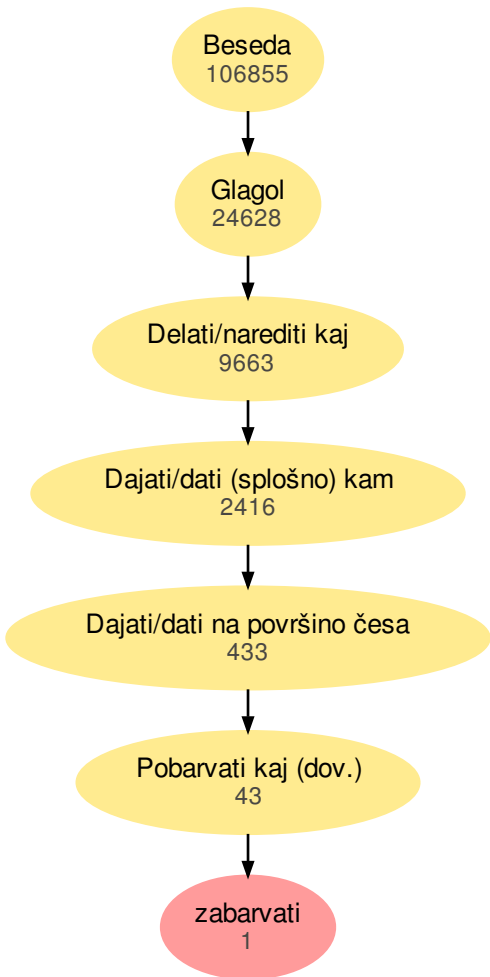 Beseda
106855
Glagol
24628
Delati/narediti kaj
9663
Dajati/dati (splošno) kam
2416
Dajati/dati na površino česa
433
Pobarvati kaj (dov.)
43
zabarvati
1